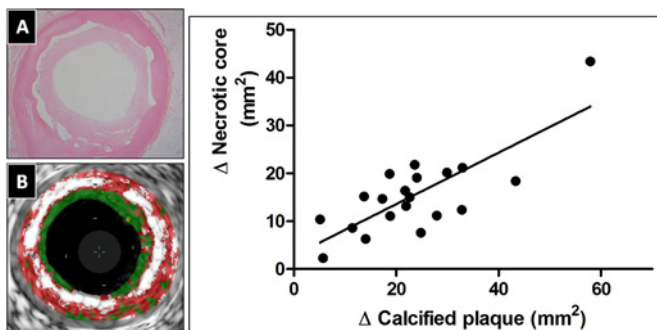 A
B
Δ Necrotic core
(mm²)
50
40
30
20
10
0
0 20 40 60
Δ Calcified plaque (mm²)